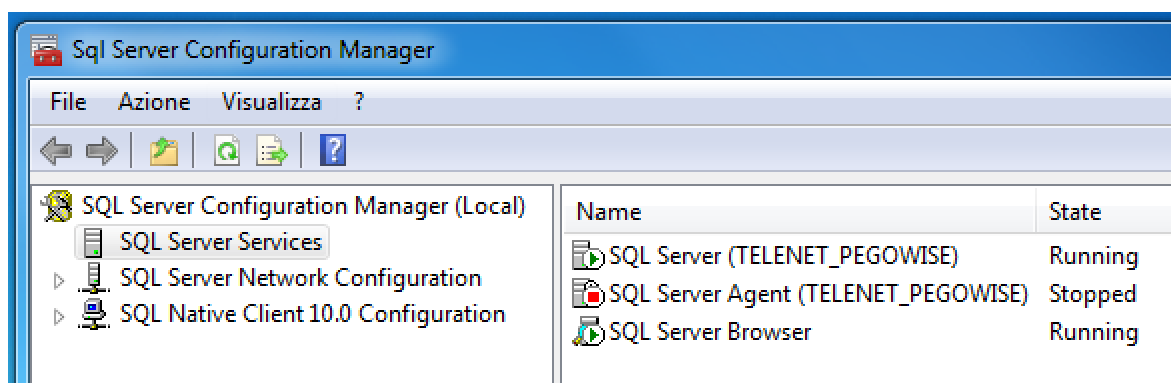 Sql Server Configuration Manager
File Azione Visualizza ?
SQL Server Configuration Manager (Local)
SQL Server Services
SQL Server Network Configuration
SQL Native Client 10.0 Configuration
Name State
SQL Server (TELENET_PEGOWISE) Running
SQL Server Agent (TELENET_PEGOWISE) Stopped
SQL Server Browser Running